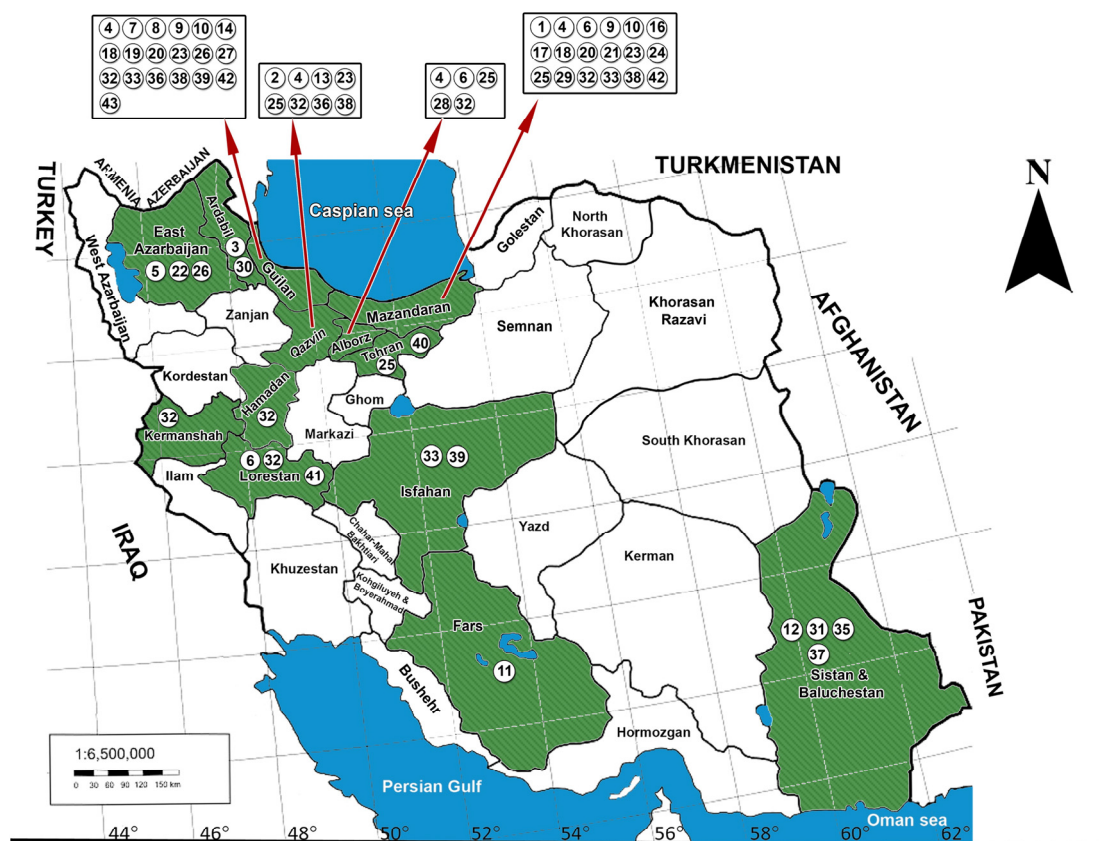 4 7 8 9 10 14
18 19 20 23 26 27
32 33 36 38 39 42
43
2 4 13 23
25 32 36 38
4 6 25
28 32
1 4 6 9 10 16
17 18 20 21 23 24
25 29 32 33 38 42
TURKEY
ARMENIA
AZERBAIJAN
TURKMENISTAN
N
Caspian sea
West Azarbaijan
East
Azarbaijan
5 22 26
Ardabil
3
30
Guilan
Golestan
North
Khorasan
Zanjan
Qazvin
Alborz
Mazandaran
Tehran
40
25
Semnan
Khorasan
Razavi
AFGHANISTAN
Kordestan
Hamadan
32
Ghom
Markazi
32
Kermanshah
6 32
41
Lorestan
Ilam
33 39
Isfahan
South Khorasan
IRAQ
Khuzestan
Chahar-Mahal
Bakhtiari
Kohgiluyeh &
Boyerahmad
Yazd
Kerman
Fars
11
12 31 35
37
Sistan &
Baluchestan
PAKISTAN
Bushehr
Hormozgan
1:6,500,000
0 30 60 90 120 150 km
Persian Gulf
Oman sea
44° 46° 48° 50° 52° 54° 56° 58° 60° 62°